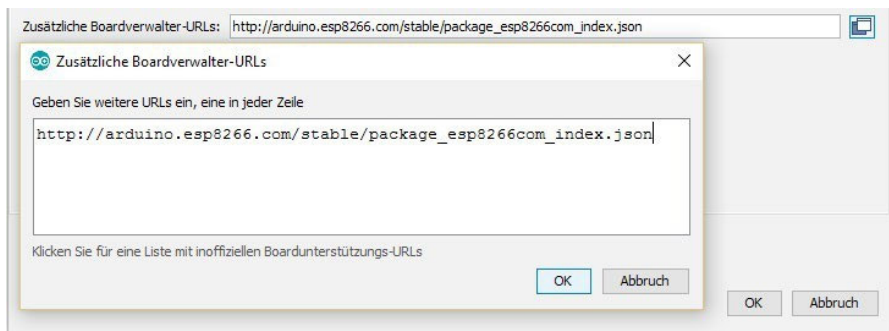 Zusätzliche Boardverwalter-URLs: http://arduino.esp8266.com/stable/package_esp8266com_index.json
Zusätzliche Boardverwalter-URLs
Geben Sie weitere URLs ein, eine in jeder Zeile
http://arduino.esp8266.com/stable/package_esp8266com_index.json
Klicken Sie für eine Liste mit inoffiziellen Boardunterstützungs-URLs
OK Abbruch
OK Abbruch